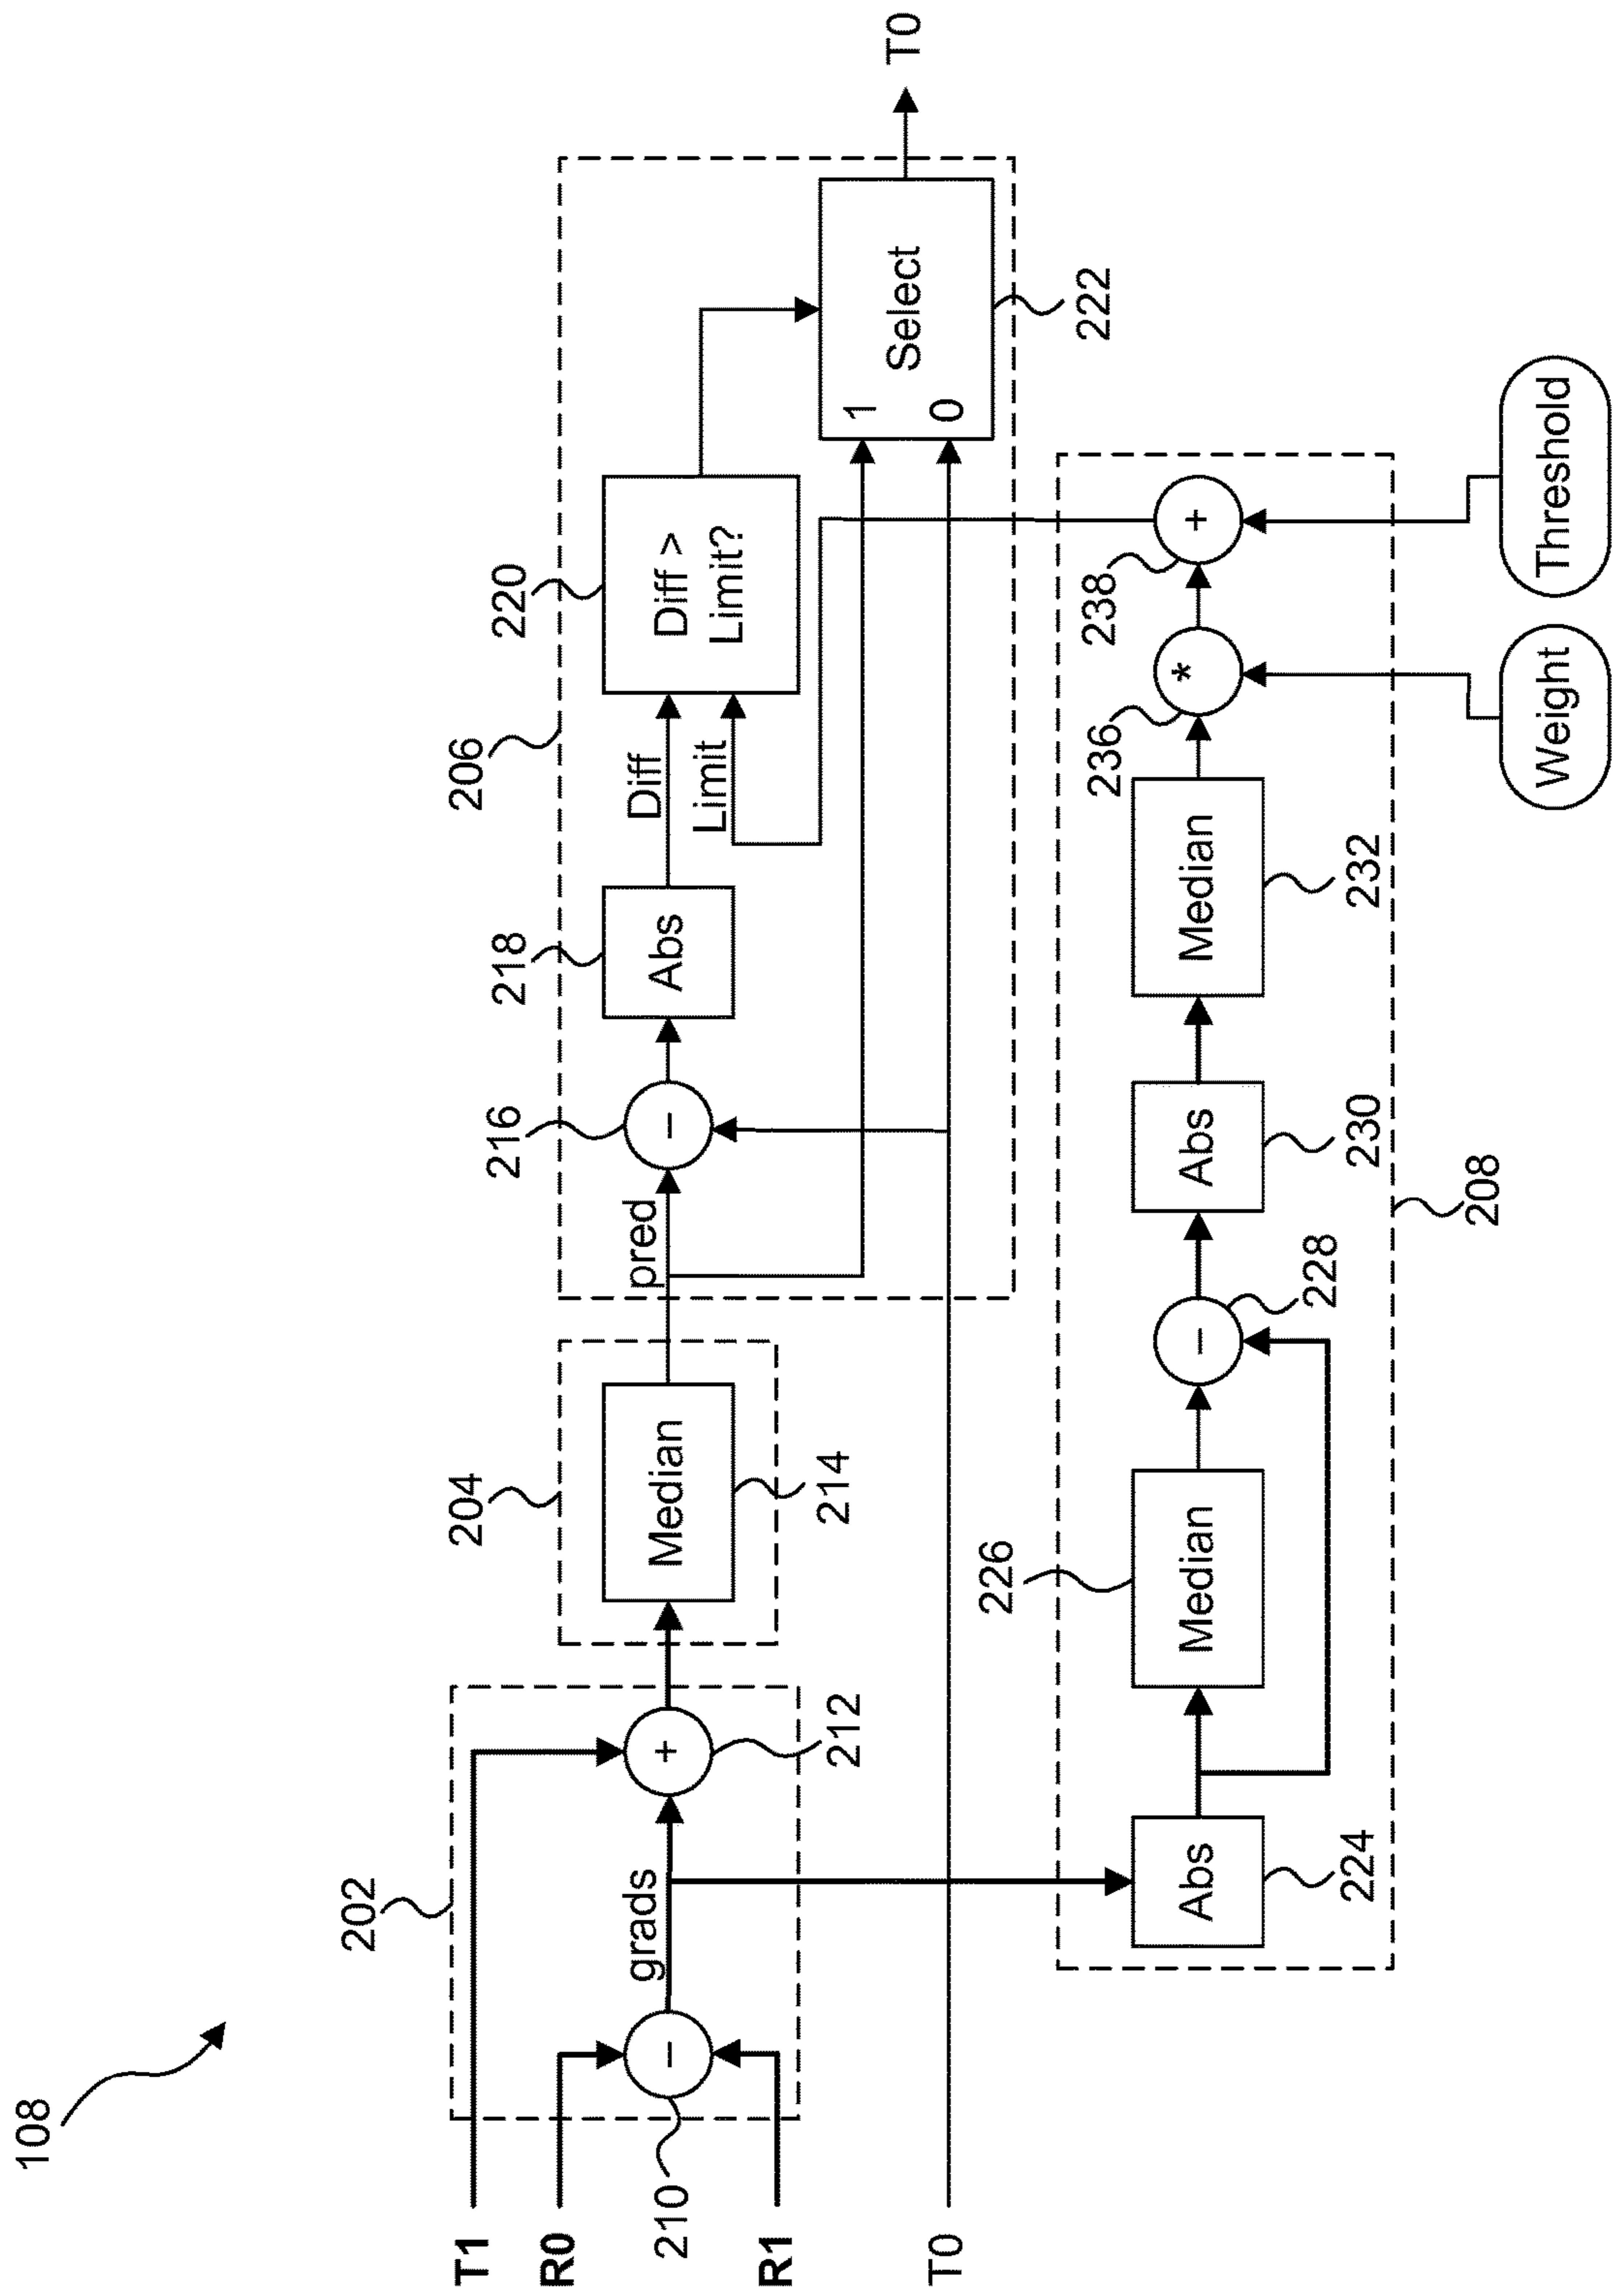 108
202
T1
R0
210
R1
T0
−
grads
+
212
204
Median
214
206
pred
−
216
Abs
218
Diff
Limit
Diff >
Limit?
220
1
0
Select
222
T0
Abs
224
Median
226
−
228
Abs
230
Median
232
*
236
+
238
208
Weight
Threshold